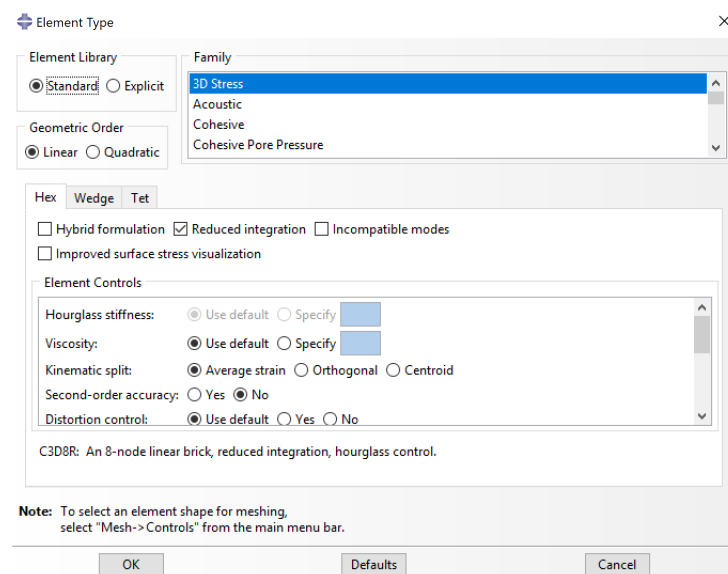 Element Type
Element Library
Standard Explicit
Geometric Order
Linear Quadratic
Family
3D Stress
Acoustic
Cohesive
Cohesive Pore Pressure
Hex Wedge Tet
Hybrid formulation Reduced integration Incompatible modes
Improved surface stress visualization
Element Controls
Hourglass stiffness: Use default Specify
Viscosity: Use default Specify
Kinematic split: Average strain Orthogonal Centroid
Second-order accuracy: Yes No
Distortion control: Use default Yes No
C3D8R: An 8-node linear brick, reduced integration, hourglass control.
Note: To select an element shape for meshing,
select "Mesh->Controls" from the main menu bar.
OK Defaults Cancel